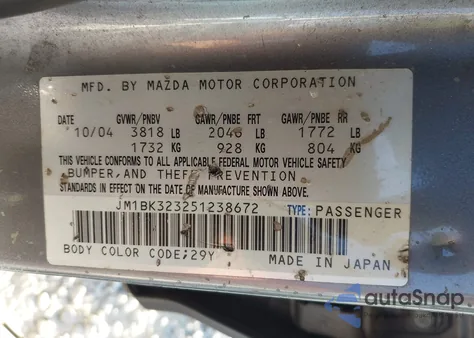 MFD. BY MAZDA MOTOR CORPORATION
DATE GVWR/PNBV GAWR/PNBE FRT GAWR/PNBE RR
10/04 3818 LB 2046 LB 1772 LB
1732 KG 928 KG 804 KG
THIS VEHICLE CONFORMS TO ALL APPLICABLE FEDERAL MOTOR VEHICLE SAFETY
BUMPER, AND THEFT PREVENTION
STANDARDS IN EFFECT ON THE DATE OF MANUFACTURE SHOWN ABOVE.
JM1BK323251238672 TYPE: PASSENGER
BODY COLOR CODE;29Y MADE IN JAPAN
autoSnap